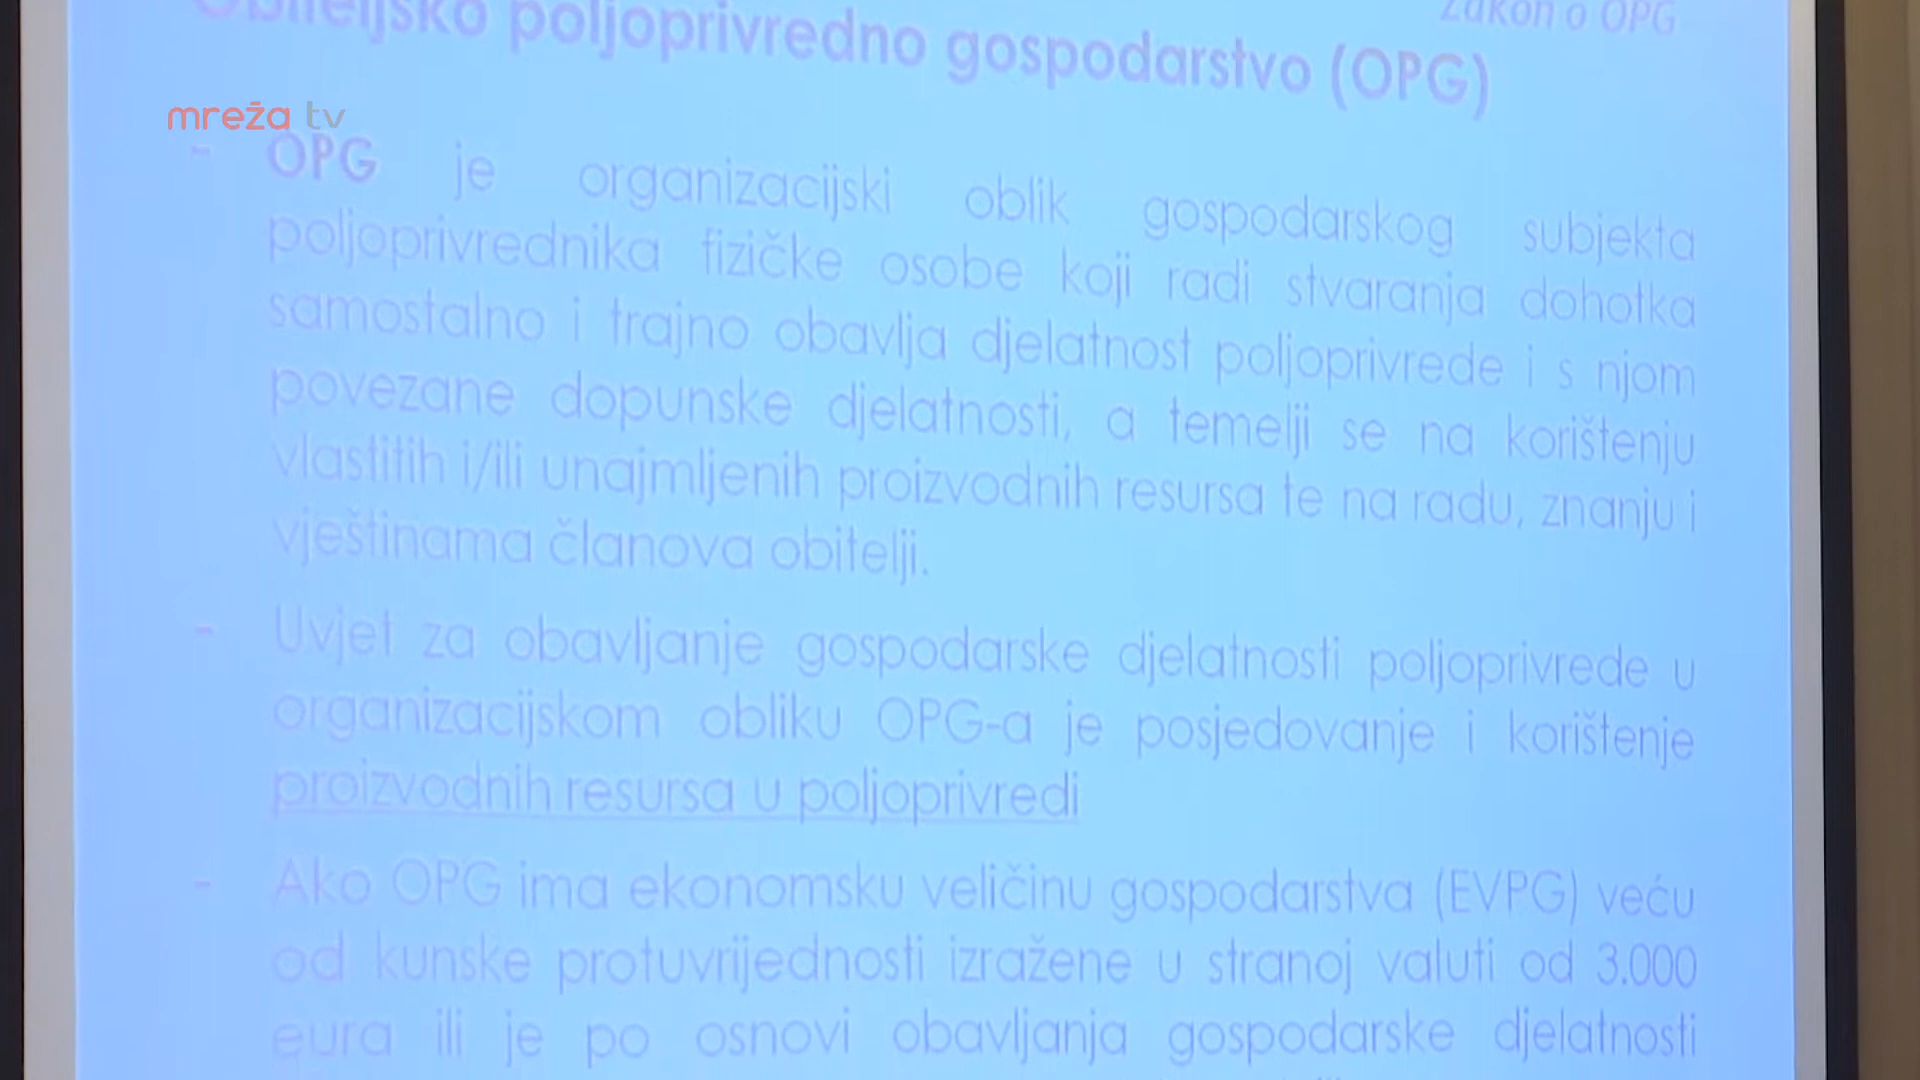 Zakon o OPG
Obiteljsko poljoprivredno gospodarstvo (OPG)
mreža tv
- OPG je organizacijski oblik gospodarskog subjekta
poljoprivrednika fizičke osobe koji radi stvaranja dohotka
samostalno i trajno obavlja djelatnost poljoprivrede i s njom
povezane dopunske djelatnosti, a temelji se na korištenju
vlastitih i/ili unajmljenih proizvodnih resursa te na radu, znanju i
vještinama članova obitelji.
- Uvjet za obavljanje gospodarske djelatnosti poljoprivrede u
organizacijskom obliku OPG-a je posjedovanje i korištenje
proizvodnih resursa u poljoprivredi
- Ako OPG ima ekonomsku veličinu gospodarstva (EVPG) veću
od kunske protuvrijednosti izražene u stranoj valuti od 3.000
eura ili je po osnovi obavljanja gospodarske djelatnosti